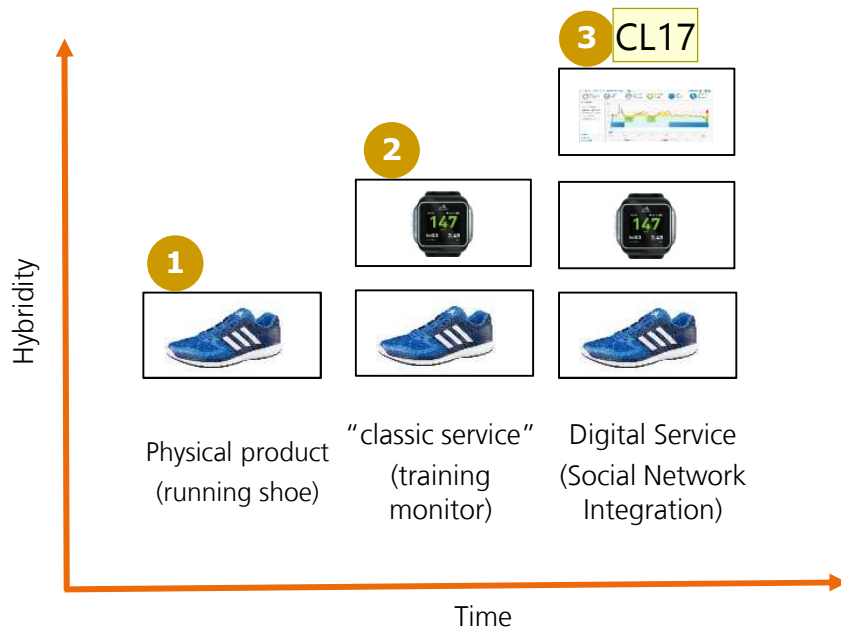 3 CL17
2
147
147
1
Hybridity
Physical product
(running shoe)
"classic service"
(training
monitor)
Digital Service
(Social Network
Integration)
Time